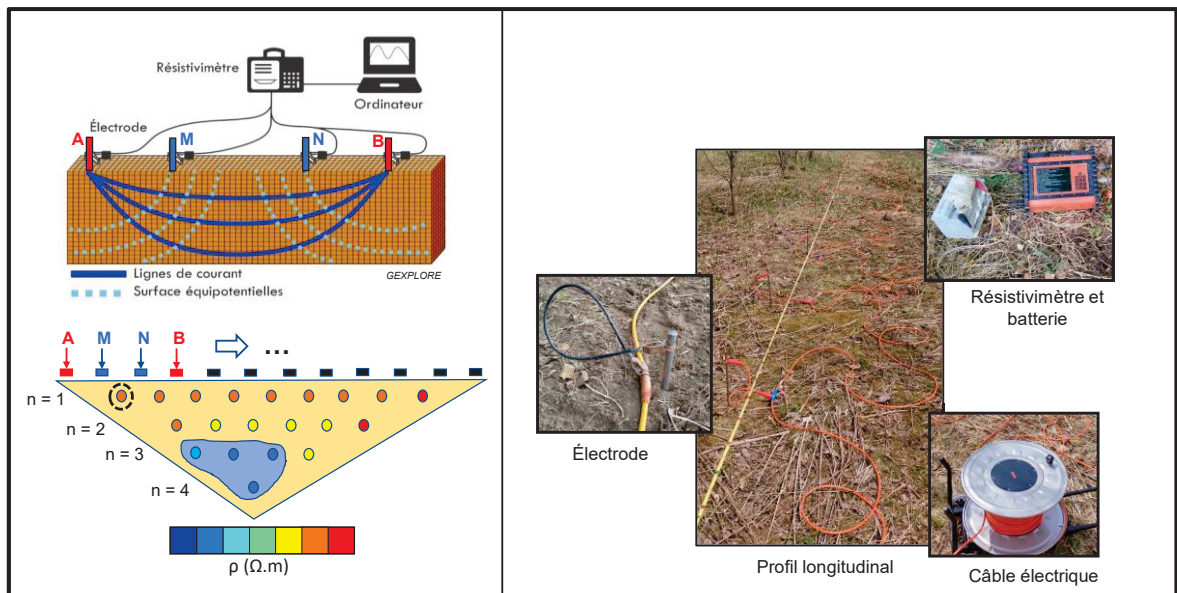 Résistivimètre
Ordinateur
Électrode
A
M
N
B
Lignes de courant
GEXPLORE
Surface équipotentielles
A
M
N
B
...
n = 1
n = 2
n = 3
n = 4
ρ (Ω.m)
Électrode
Profil longitudinal
Résistivimètre et
batterie
Câble électrique